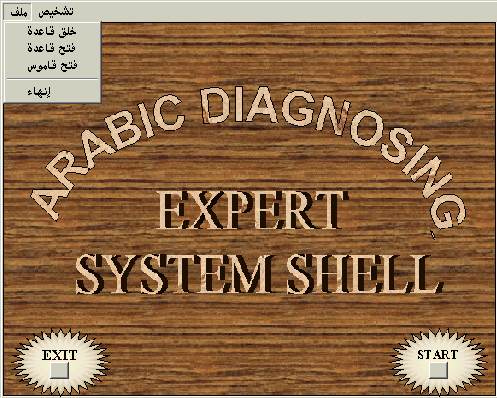 ملف تشخيص
خلق قاعدة
فتح قاعدة
فتح قاموس
إنهاء
ARABIC DIAGNOSING
EXPERT
SYSTEM SHELL
EXIT
START